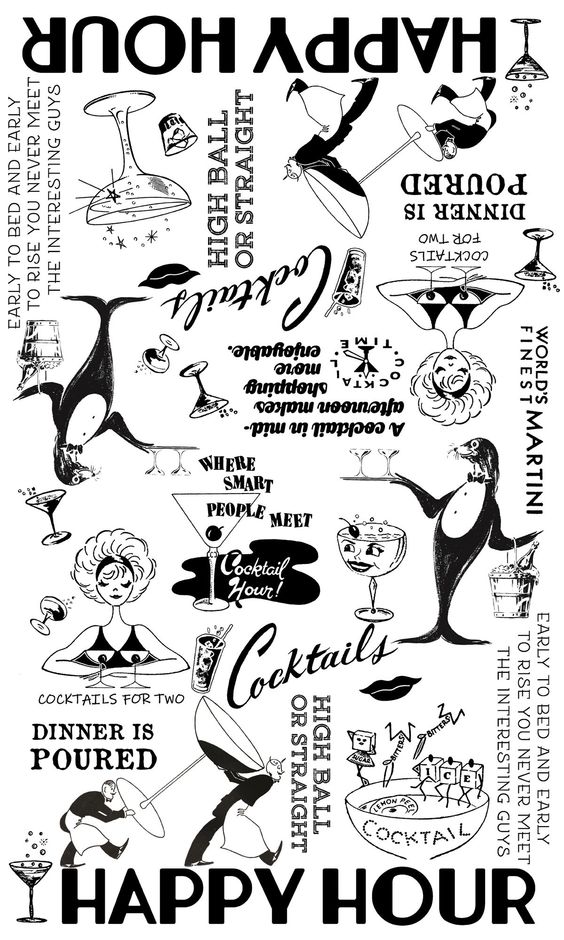 HAPPY HOUR
EARLY TO BED AND EARLY
TO RISE YOU NEVER MEET
THE INTERESTING GUYS
HIGH BALL
OR STRAIGHT
DINNER IS
POURED
COCKTAILS
FOR TWO
Cocktails
COCKTAIL
TIME
A cocktail in mid-
afternoon makes
shopping
more
enjoyable.
WORLD'S
FINEST MARTINI
WHERE
SMART
PEOPLE MEET
Cocktail
Hour!
Cocktails
COCKTAILS FOR TWO
DINNER IS
POURED
HIGH BALL
OR STRAIGHT
EARLY TO BED AND EARLY
TO RISE YOU NEVER MEET
THE INTERESTING GUYS
SUGAR
BITTERS
BITTERS
ICE
LEMON PEEL
COCKTAIL
HAPPY HOUR